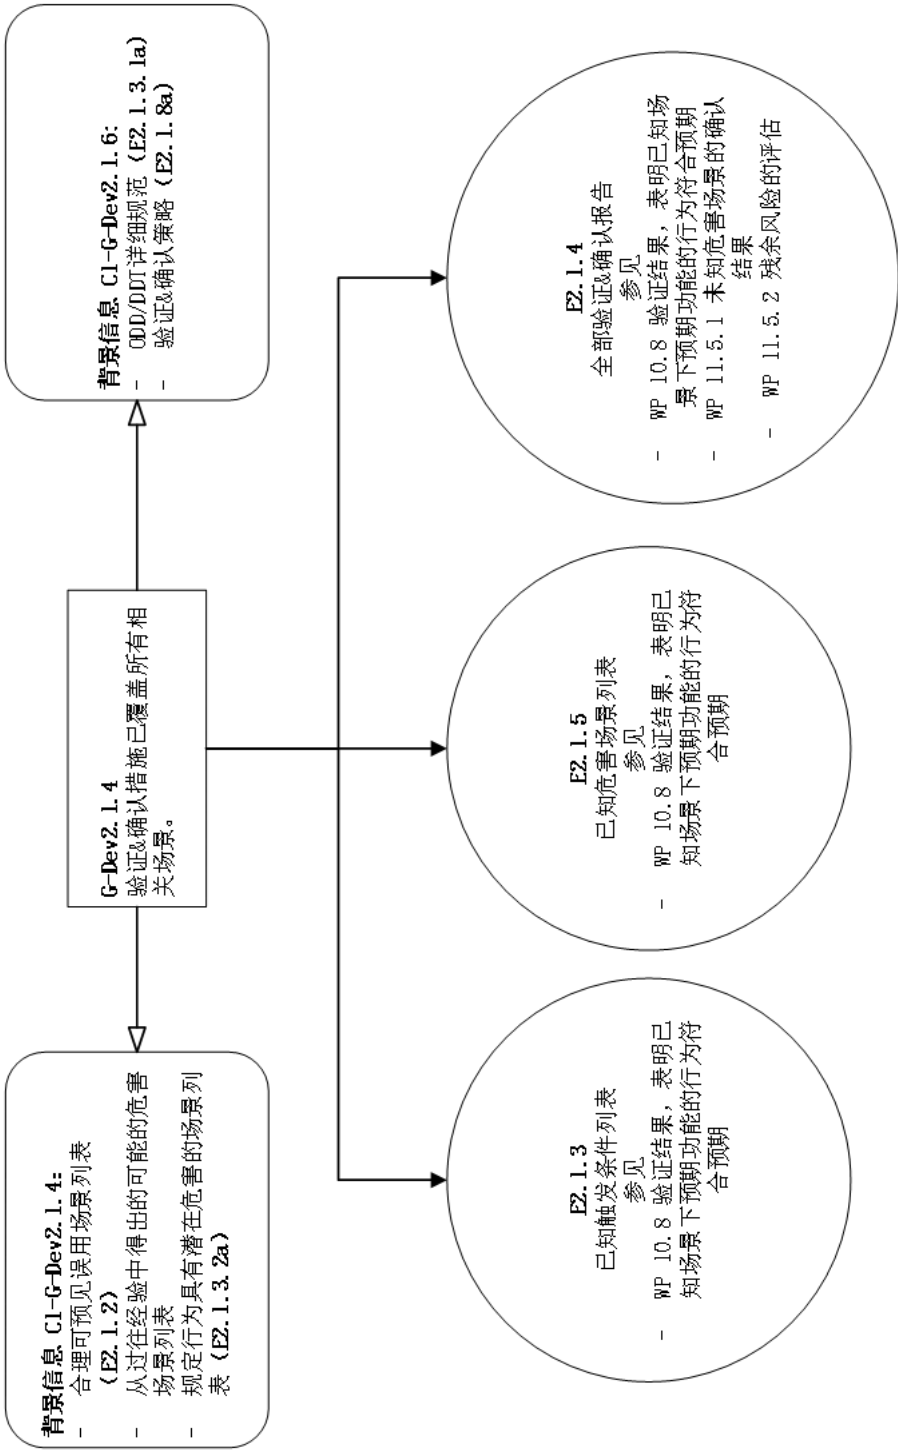 背景信息 C1-G-Dev2.1.4：
- 合理可预见误用场景列表
（E2.1.2）
- 从过往经验中得出的可能的危害
场景列表
- 规定行为具有潜在危害的场景列
表（E2.1.3.2a）
G-Dev2.1.4
验证&确认措施已覆盖所有相
关场景。
背景信息 C1-G-Dev2.1.6：
- ODD/DDT详细规范（E2.1.3.1a）
- 验证&确认策略（E2.1.8a）
E2.1.3
已知触发条件列表
参见
- WP 10.8 验证结果，表明已
知场景下预期功能的行为符
合预期
E2.1.5
已知危害场景列表
参见
- WP 10.8 验证结果，表明已
知场景下预期功能的行为符
合预期
E2.1.4
全部验证&确认报告
参见
- WP 10.8 验证结果，表明已知场
景下预期功能的行为符合预期
- WP 11.5.1 未知危害场景的确认
结果
- WP 11.5.2 残余风险的评估